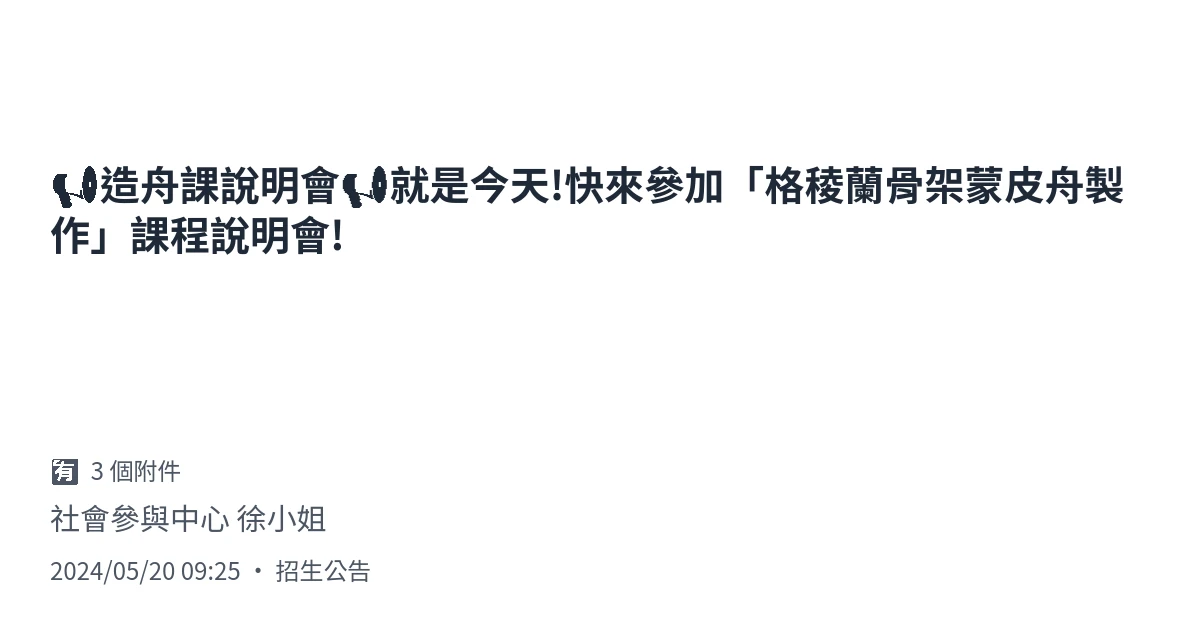 📢造舟課說明會📢就是今天!快來參加「格稜蘭骨架蒙皮舟製
作」課程說明會!
🈶 3 個附件
社會參與中心 徐小姐
2024/05/20 09:25 · 招生公告